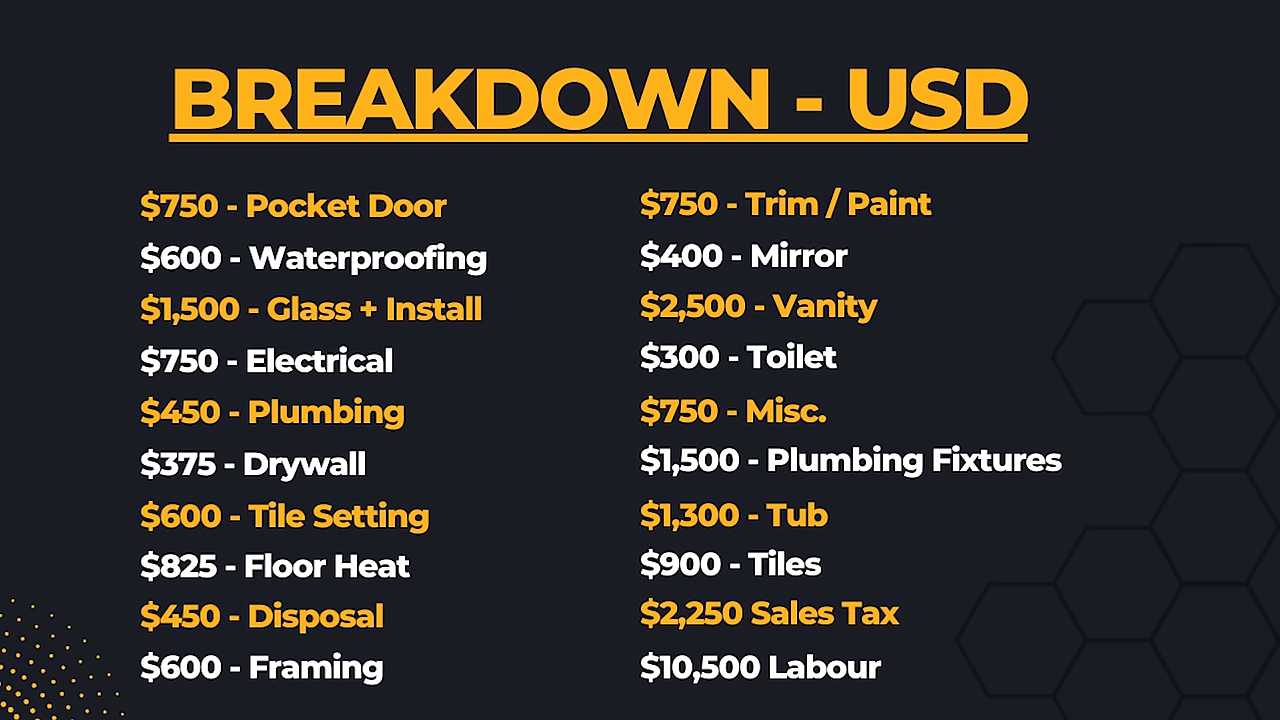 BREAKDOWN - USD
$750 - Pocket Door
$600 - Waterproofing
$1,500 - Glass + Install
$750 - Electrical
$450 - Plumbing
$375 - Drywall
$600 - Tile Setting
$825 - Floor Heat
$450 - Disposal
$600 - Framing
$750 - Trim / Paint
$400 - Mirror
$2,500 - Vanity
$300 - Toilet
$750 - Misc.
$1,500 - Plumbing Fixtures
$1,300 - Tub
$900 - Tiles
$2,250 Sales Tax
$10,500 Labour